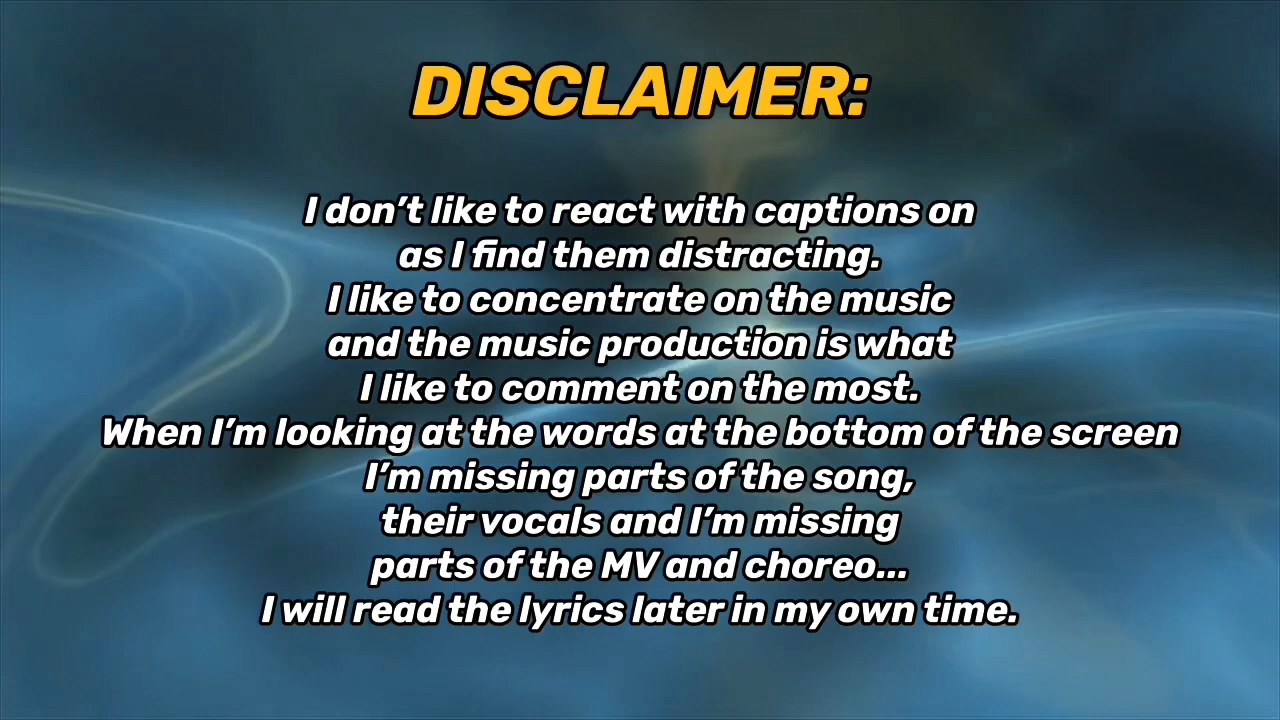 DISCLAIMER:
I don’t like to react with captions on
as I find them distracting.
I like to concentrate on the music
and the music production is what
I like to comment on the most.
When I’m looking at the words at the bottom of the screen
I’m missing parts of the song,
their vocals and I’m missing
parts of the MV and choreo...
I will read the lyrics later in my own time.